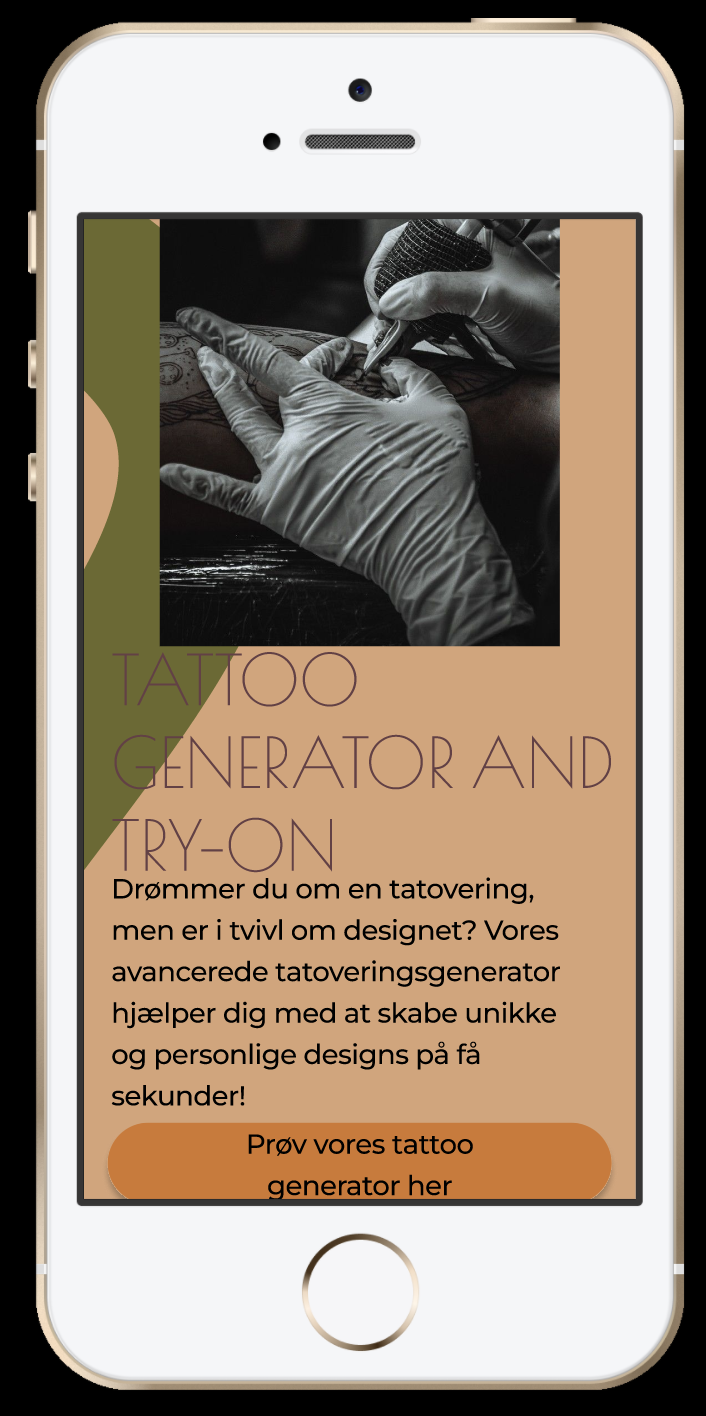 TATTOO
GENERATOR AND
TRY-ON
Drømmer du om en tatovering,
men er i tvivl om designet? Vores
avancerede tatoveringsgenerator
hjælper dig med at skabe unikke
og personlige designs på få
sekunder!
Prøv vores tattoo
generator her